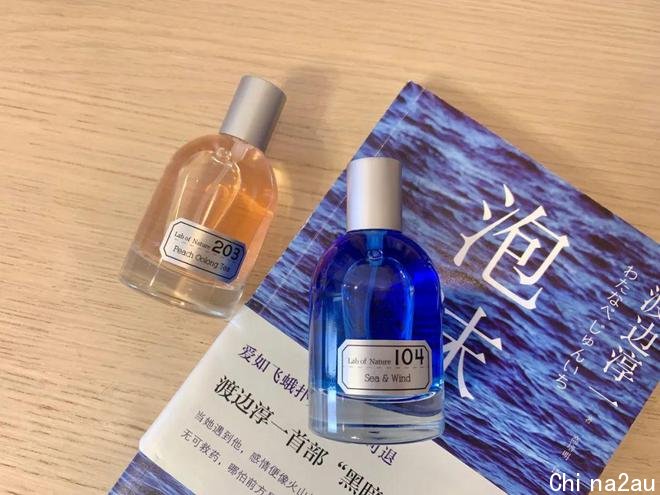 Lab of Nature 203
Peach Oolong Tea
Lab of Nature 104
Sea & Wind
泡
沫
渡边淳一
わたなべ じゅんいち
著
爱如飞蛾扑
渡边淳一首部“黑暗
当她遇到他，感情便像火山
无可救药，哪怕前方
Chi na2au